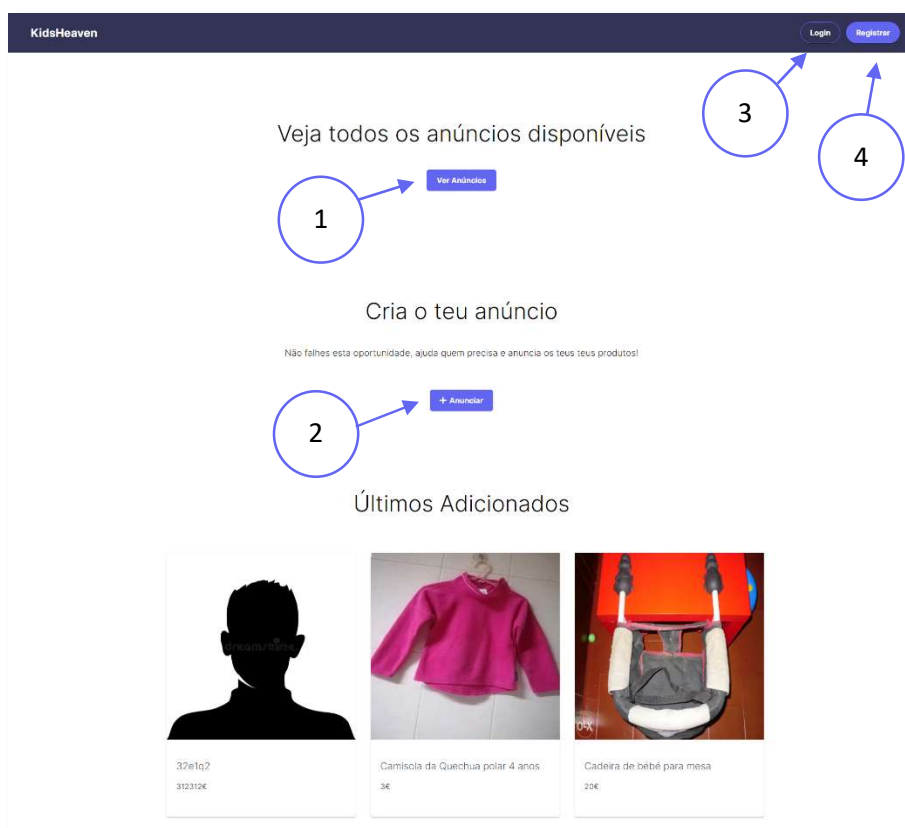 KidsHeaven
Login
Registrar
3
4
Veja todos os anúncios disponíveis
Ver Anúncios
1
Cria o teu anúncio
Não falhes esta oportunidade, ajuda quem precisa e anuncia os teus teus produtos!
+ Anunciar
2
Últimos Adicionados
dreamstime
OLX
32e1q2
312312€
Camisola da Quechua polar 4 anos
3€
Cadeira de bébé para mesa
20€